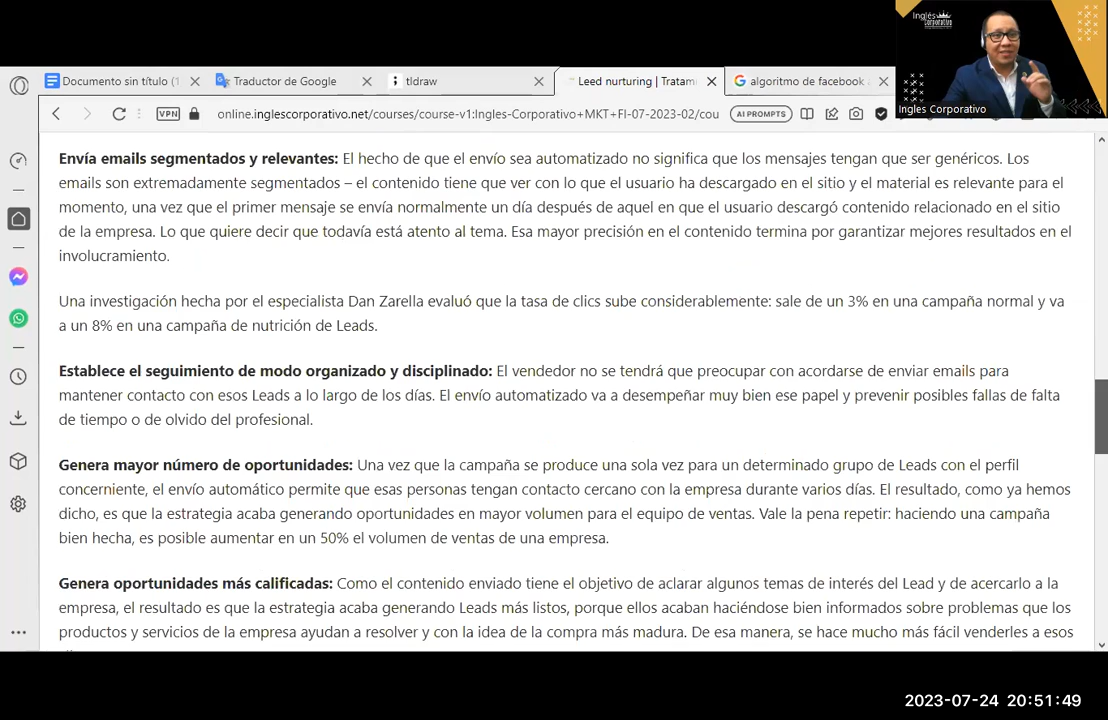 Inglés
Corporativo
Ingles Corporativo
Documento sin título (1
Traductor de Google
tldraw
Leed nurturing | Tratam
algoritmo de facebook
VPN
online.inglescorporativo.net/courses/course-v1:Ingles-Corporativo+MKT+FI-07-2023-02/cou
AI PROMPTS
Envía emails segmentados y relevantes: El hecho de que el envío sea automatizado no significa que los mensajes tengan que ser genéricos. Los
emails son extremadamente segmentados – el contenido tiene que ver con lo que el usuario ha descargado en el sitio y el material es relevante para el
momento, una vez que el primer mensaje se envía normalmente un día después de aquel en que el usuario descargó contenido relacionado en el sitio
de la empresa. Lo que quiere decir que todavía está atento al tema. Esa mayor precisión en el contenido termina por garantizar mejores resultados en el
involucramiento.
Una investigación hecha por el especialista Dan Zarella evaluó que la tasa de clics sube considerablemente: sale de un 3% en una campaña normal y va
a un 8% en una campaña de nutrición de Leads.
Establece el seguimiento de modo organizado y disciplinado: El vendedor no se tendrá que preocupar con acordarse de enviar emails para
mantener contacto con esos Leads a lo largo de los días. El envío automatizado va a desempeñar muy bien ese papel y prevenir posibles fallas de falta
de tiempo o de olvido del profesional.
Genera mayor número de oportunidades: Una vez que la campaña se produce una sola vez para un determinado grupo de Leads con el perfil
concerniente, el envío automático permite que esas personas tengan contacto cercano con la empresa durante varios días. El resultado, como ya hemos
dicho, es que la estrategia acaba generando oportunidades en mayor volumen para el equipo de ventas. Vale la pena repetir: haciendo una campaña
bien hecha, es posible aumentar en un 50% el volumen de ventas de una empresa.
Genera oportunidades más calificadas: Como el contenido enviado tiene el objetivo de aclarar algunos temas de interés del Lead y de acercarlo a la
empresa, el resultado es que la estrategia acaba generando Leads más listos, porque ellos acaban haciéndose bien informados sobre problemas que los
productos y servicios de la empresa ayudan a resolver y con la idea de la compra más madura. De esa manera, se hace mucho más fácil venderles a esos
2023-07-24 20:51:49